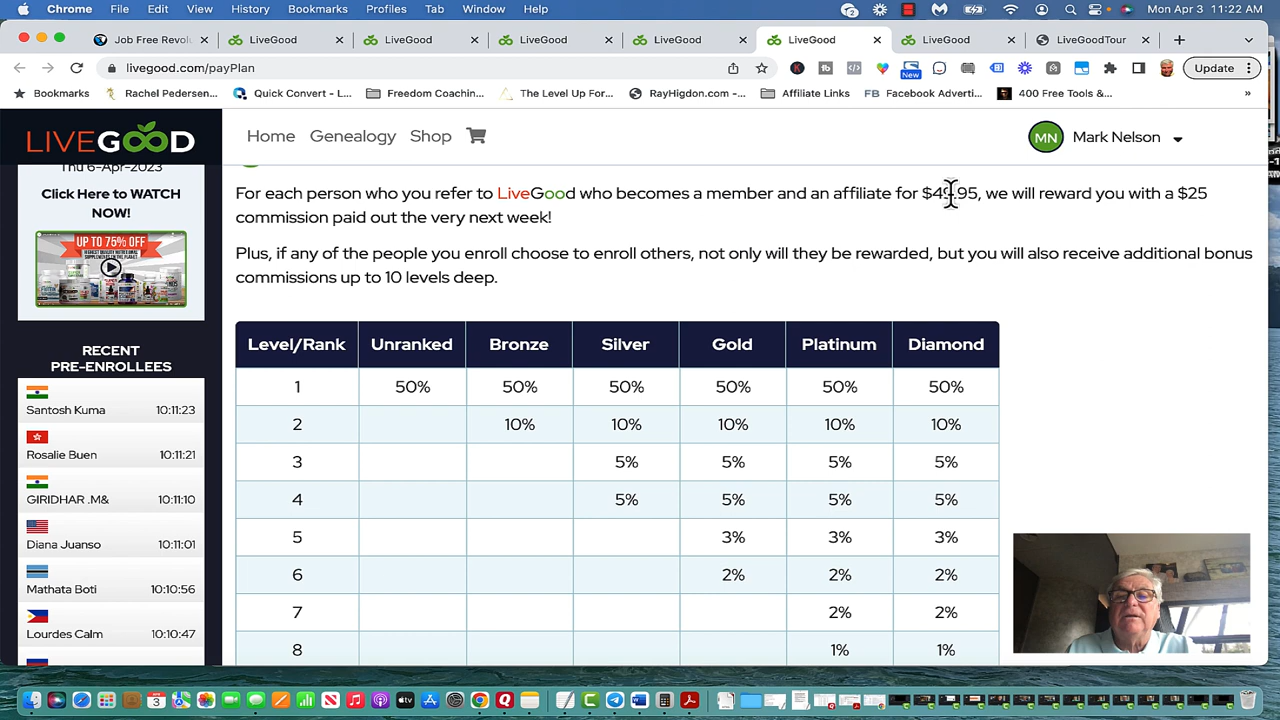 Chrome File Edit View History Bookmarks Profiles Tab Window Help
2
Mon Apr 3 11:22 AM
Job Free Revolu
LiveGood
LiveGood
LiveGood
LiveGood
LiveGood
LiveGood
LiveGoodTour
livegood.com/payPlan
New
Update
Bookmarks
Rachel Pedersen...
Quick Convert - L...
Freedom Coachin...
The Level Up For...
RayHigdon.com -...
Affiliate Links
FB Facebook Adverti...
400 Free Tools &...
»
LIVEGOOD
Home Genealogy Shop
MN Mark Nelson
Thu 6-Apr-2023
Click Here to WATCH
NOW!
UP TO 75% OFF
RECENT
PRE-ENROLLEES
Santosh Kuma 10:11:23
Rosalie Buen 10:11:21
GIRIDHAR .M& 10:11:10
Diana Juanso 10:11:01
Mathata Boti 10:10:56
Lourdes Calm 10:10:47
For each person who you refer to LiveGood who becomes a member and an affiliate for $49.95, we will reward you with a $25
commission paid out the very next week!
Plus, if any of the people you enroll choose to enroll others, not only will they be rewarded, but you will also receive additional bonus
commissions up to 10 levels deep.
Level/Rank Unranked Bronze Silver Gold Platinum Diamond
1 50% 50% 50% 50% 50% 50%
2 10% 10% 10% 10% 10%
3 5% 5% 5% 5%
4 5% 5% 5% 5%
5 3% 3% 3%
6 2% 2% 2%
7 2% 2%
8 1% 1%